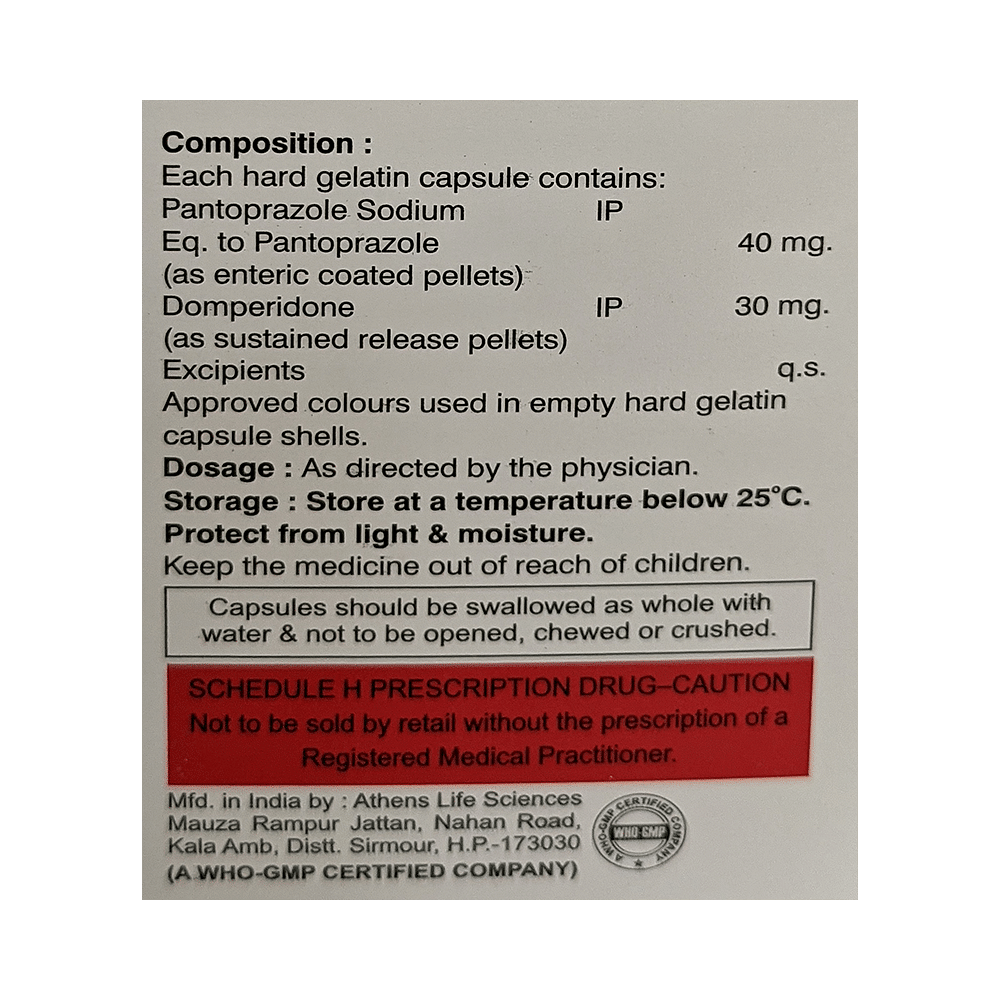 Composition :
Each hard gelatin capsule contains:
Pantoprazole Sodium IP
Eq. to Pantoprazole 40 mg.
(as enteric coated pellets)
Domperidone IP 30 mg.
(as sustained release pellets)
Excipients q.s.
Approved colours used in empty hard gelatin
capsule shells.
Dosage : As directed by the physician.
Storage : Store at a temperature below 25°C.
Protect from light & moisture.
Keep the medicine out of reach of children.
Capsules should be swallowed as whole with
water & not to be opened, chewed or crushed.
SCHEDULE H PRESCRIPTION DRUG–CAUTION
Not to be sold by retail without the prescription of a
Registered Medical Practitioner.
Mfd. in India by : Athens Life Sciences
Mauza Rampur Jattan, Nahan Road,
Kala Amb, Distt. Sirmour, H.P.-173030
(A WHO-GMP CERTIFIED COMPANY)
A WHO-GMP CERTIFIED COMPANY
WHO-GMP